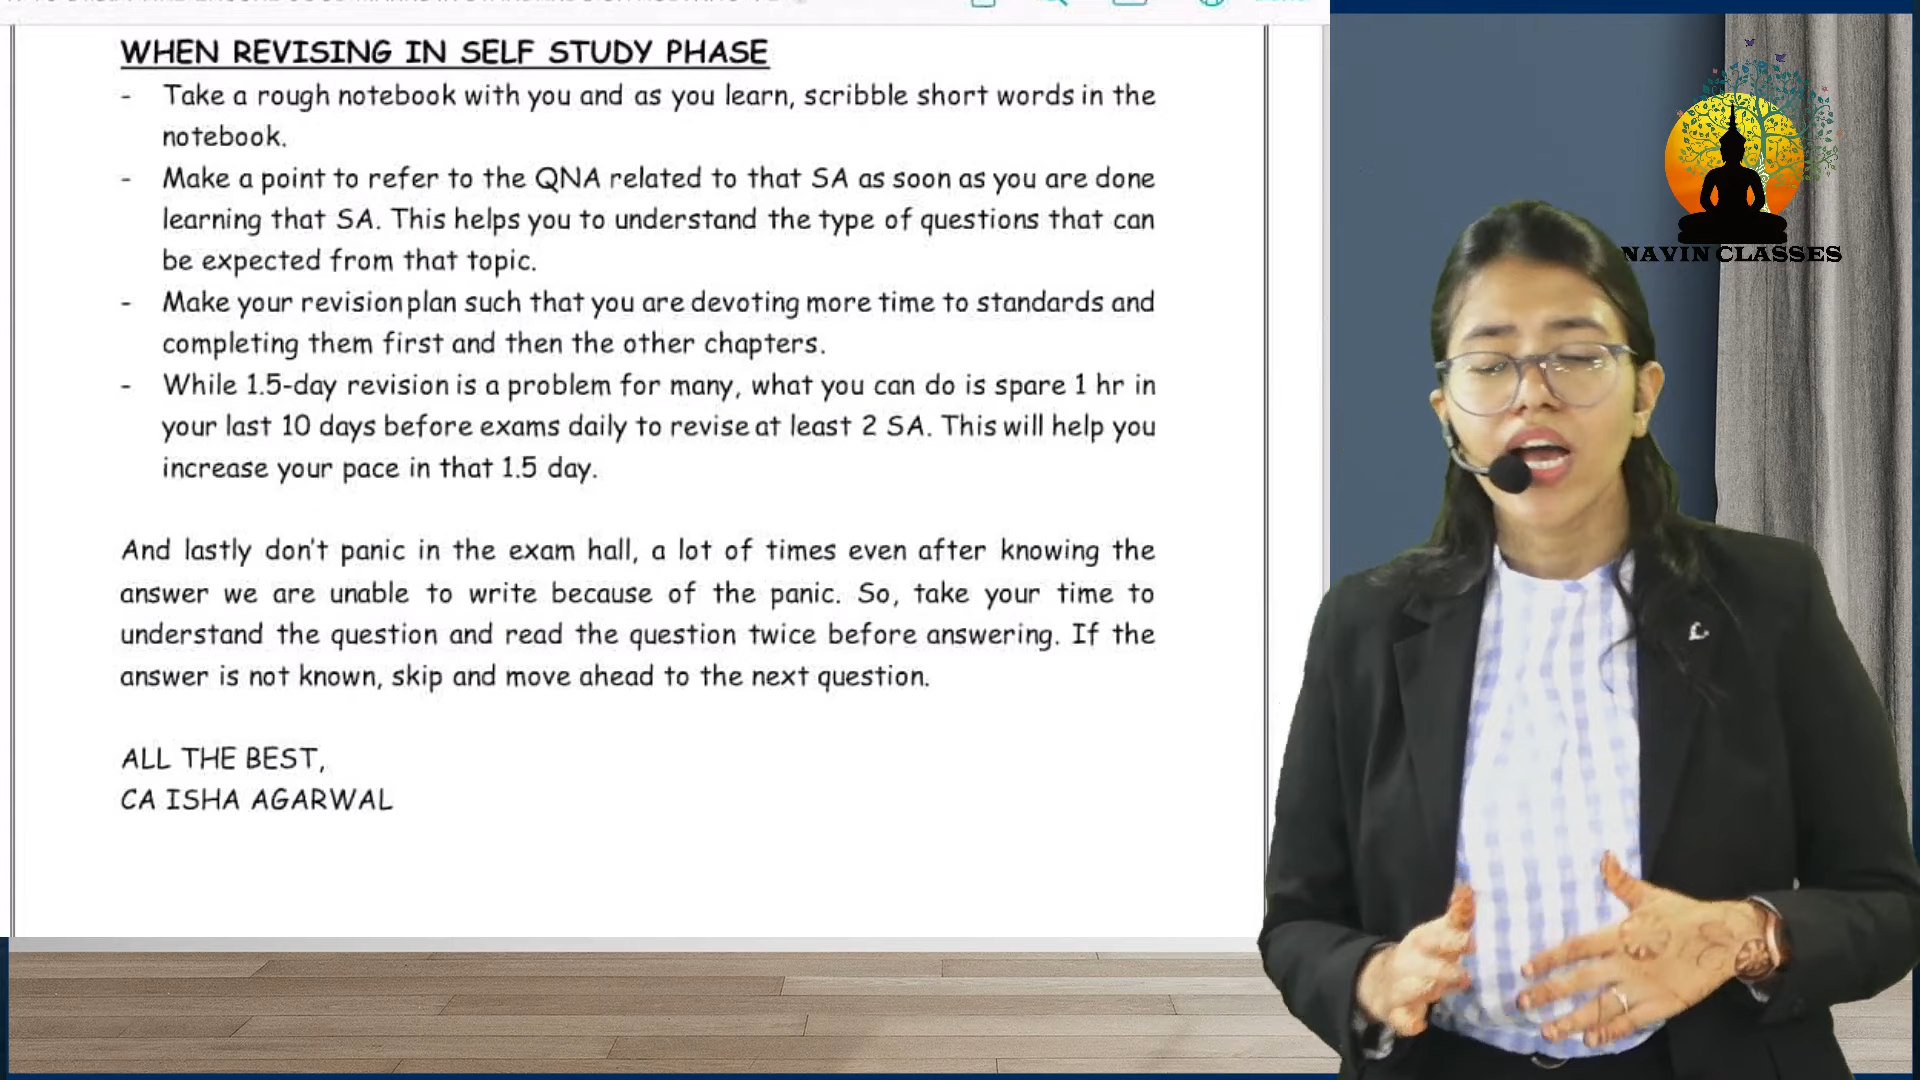 WHEN REVISING IN SELF STUDY PHASE
- Take a rough notebook with you and as you learn, scribble short words in the
notebook.
- Make a point to refer to the QNA related to that SA as soon as you are done
learning that SA. This helps you to understand the type of questions that can
be expected from that topic.
- Make your revision plan such that you are devoting more time to standards and
completing them first and then the other chapters.
- While 1.5-day revision is a problem for many, what you can do is spare 1 hr in
your last 10 days before exams daily to revise at least 2 SA. This will help you
increase your pace in that 1.5 day.
And lastly don't panic in the exam hall, a lot of times even after knowing the
answer we are unable to write because of the panic. So, take your time to
understand the question and read the question twice before answering. If the
answer is not known, skip and move ahead to the next question.
ALL THE BEST,
CA ISHA AGARWAL
NAVIN CLASSES